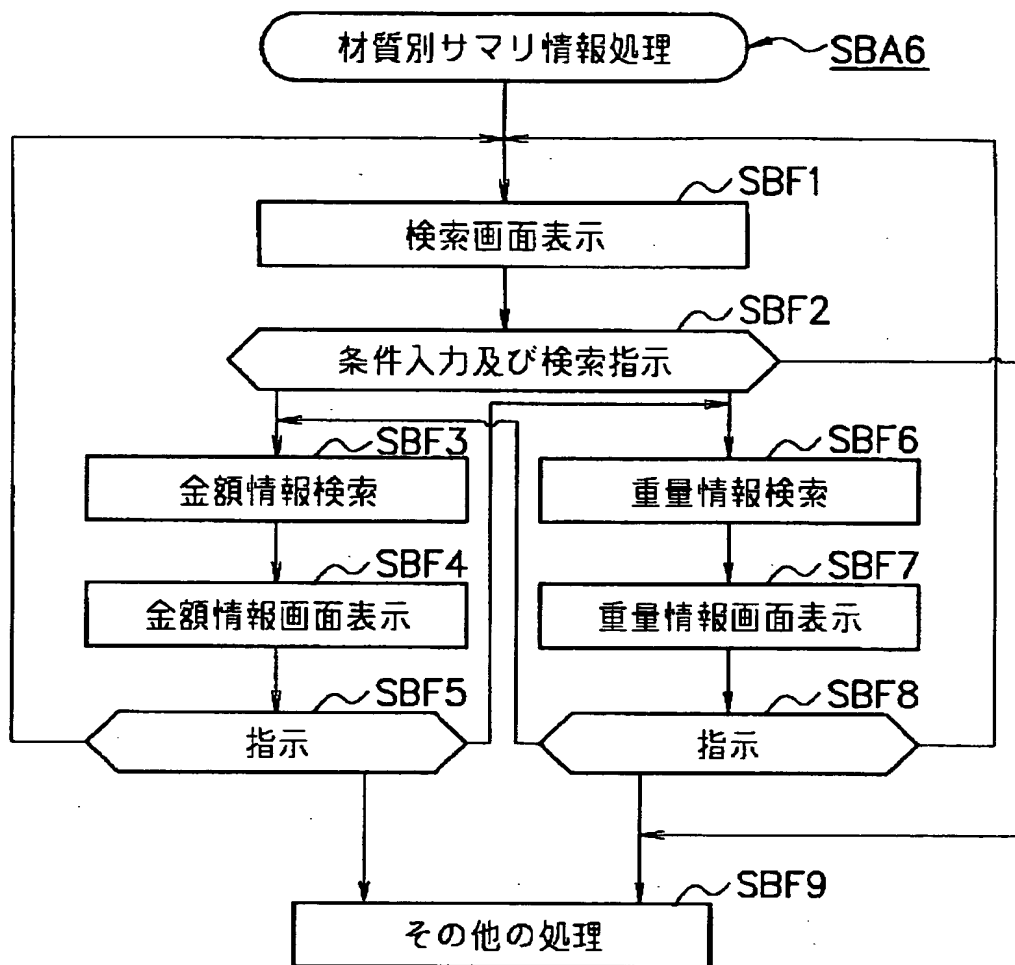 材質別サマリ情報処理
SBA6
SBF1
検索画面表示
SBF2
条件入力及び検索指示
SBF3
金額情報検索
SBF6
重量情報検索
SBF4
金額情報画面表示
SBF7
重量情報画面表示
SBF5
指示
SBF8
指示
SBF9
その他の処理